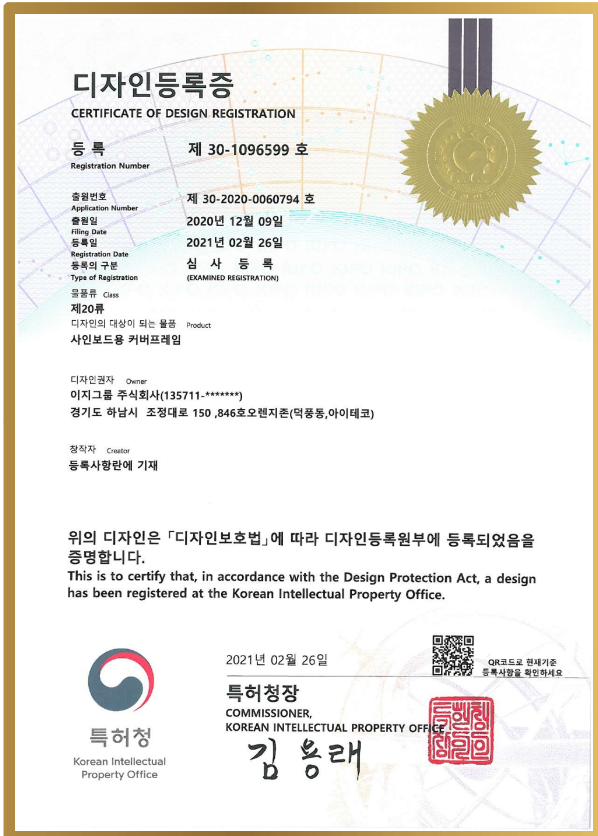 디자인등록증
CERTIFICATE OF DESIGN REGISTRATION
등 록 제 30-1096599 호
Registration Number
출원번호 제 30-2020-0060794 호
Application Number
출원일 2020년 12월 09일
Filing Date
등록일 2021년 02월 26일
Registration Date
등록의 구분 심 사 등 록
Type of Registration (EXAMINED REGISTRATION)
물품류 Class
제20류
디자인의 대상이 되는 물품 Product
사인보드용 커버프레임
디자인권자 Owner
이지그룹 주식회사(135711-*******)
경기도 하남시 조정대로 150 ,846호오렌지존(덕풍동,아이테코)
창작자 Creator
등록사항란에 기재
위의 디자인은 「디자인보호법」에 따라 디자인등록원부에 등록되었음을
증명합니다.
This is to certify that, in accordance with the Design Protection Act, a design
has been registered at the Korean Intellectual Property Office.
2021년 02월 26일
QR코드로 현재기준
등록사항을 확인하세요
특허청장
COMMISSIONER,
KOREAN INTELLECTUAL PROPERTY OFFICE
김용래
특허청
Korean Intellectual
Property Office